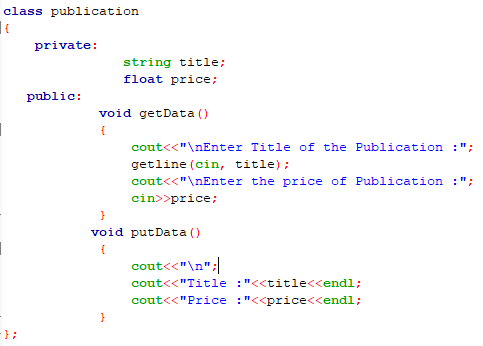 class publication
{
private:
string title;
float price;
public:
void getData()
{
cout<<"\nEnter Title of the Publication :";
getline(cin, title);
cout<<"\nEnter the price of Publication :";
cin>>price;
}
void putData()
{
cout<<"\n";
cout<<"Title :"<<title<<endl;
cout<<"Price :"<<price<<endl;
}
};